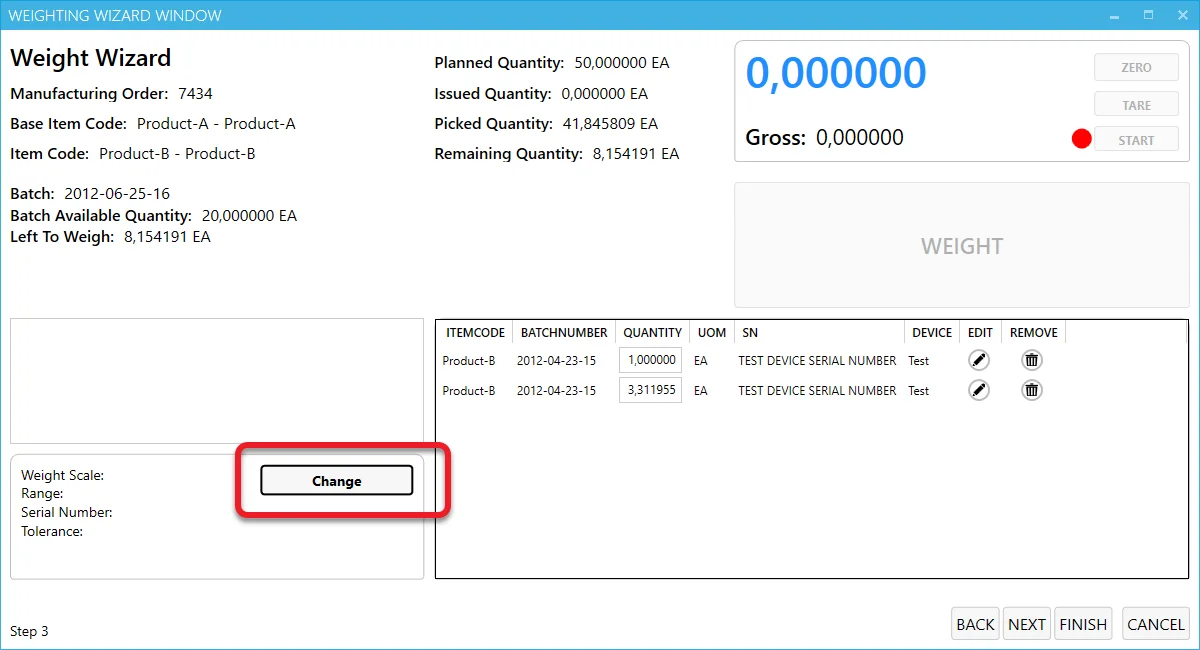 WEIGHTING WIZARD WINDOW
Weight Wizard
Manufacturing Order: 7434
Base Item Code: Product-A - Product-A
Item Code: Product-B - Product-B
Batch: 2012-06-25-16
Batch Available Quantity: 20,000000 EA
Left To Weigh: 8,154191 EA
Planned Quantity: 50,000000 EA
Issued Quantity: 0,000000 EA
Picked Quantity: 41,845809 EA
Remaining Quantity: 8,154191 EA
0,000000
Gross: 0,000000
ZERO
TARE
START
WEIGHT
ITEMCODE BATCHNUMBER QUANTITY UOM SN DEVICE EDIT REMOVE
Product-B 2012-04-23-15 1,000000 EA TEST DEVICE SERIAL NUMBER Test
Product-B 2012-04-23-15 3,311955 EA TEST DEVICE SERIAL NUMBER Test
Weight Scale:
Range:
Serial Number:
Tolerance:
Change
Step 3
BACK NEXT FINISH CANCEL